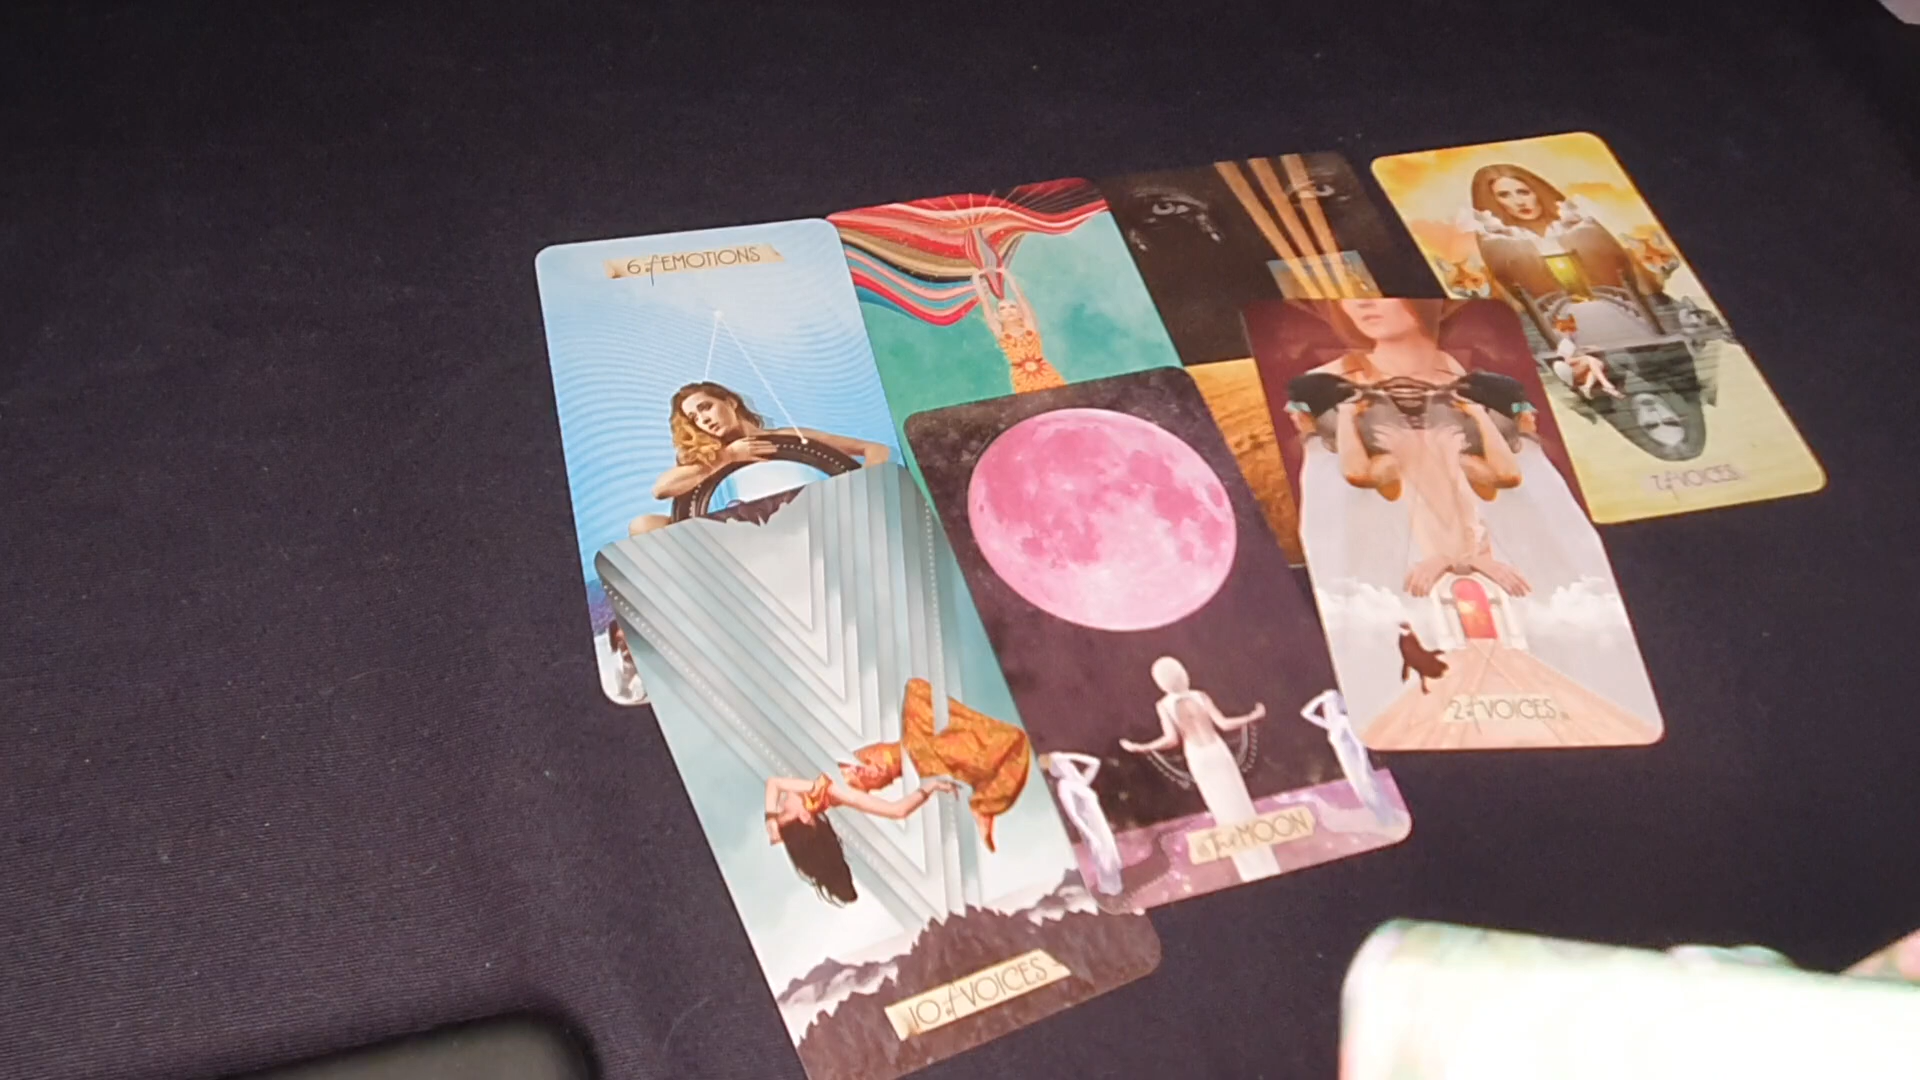 6 of EMOTIONS
7 of VOICES
2 of VOICES
The MOON
10 of VOICES